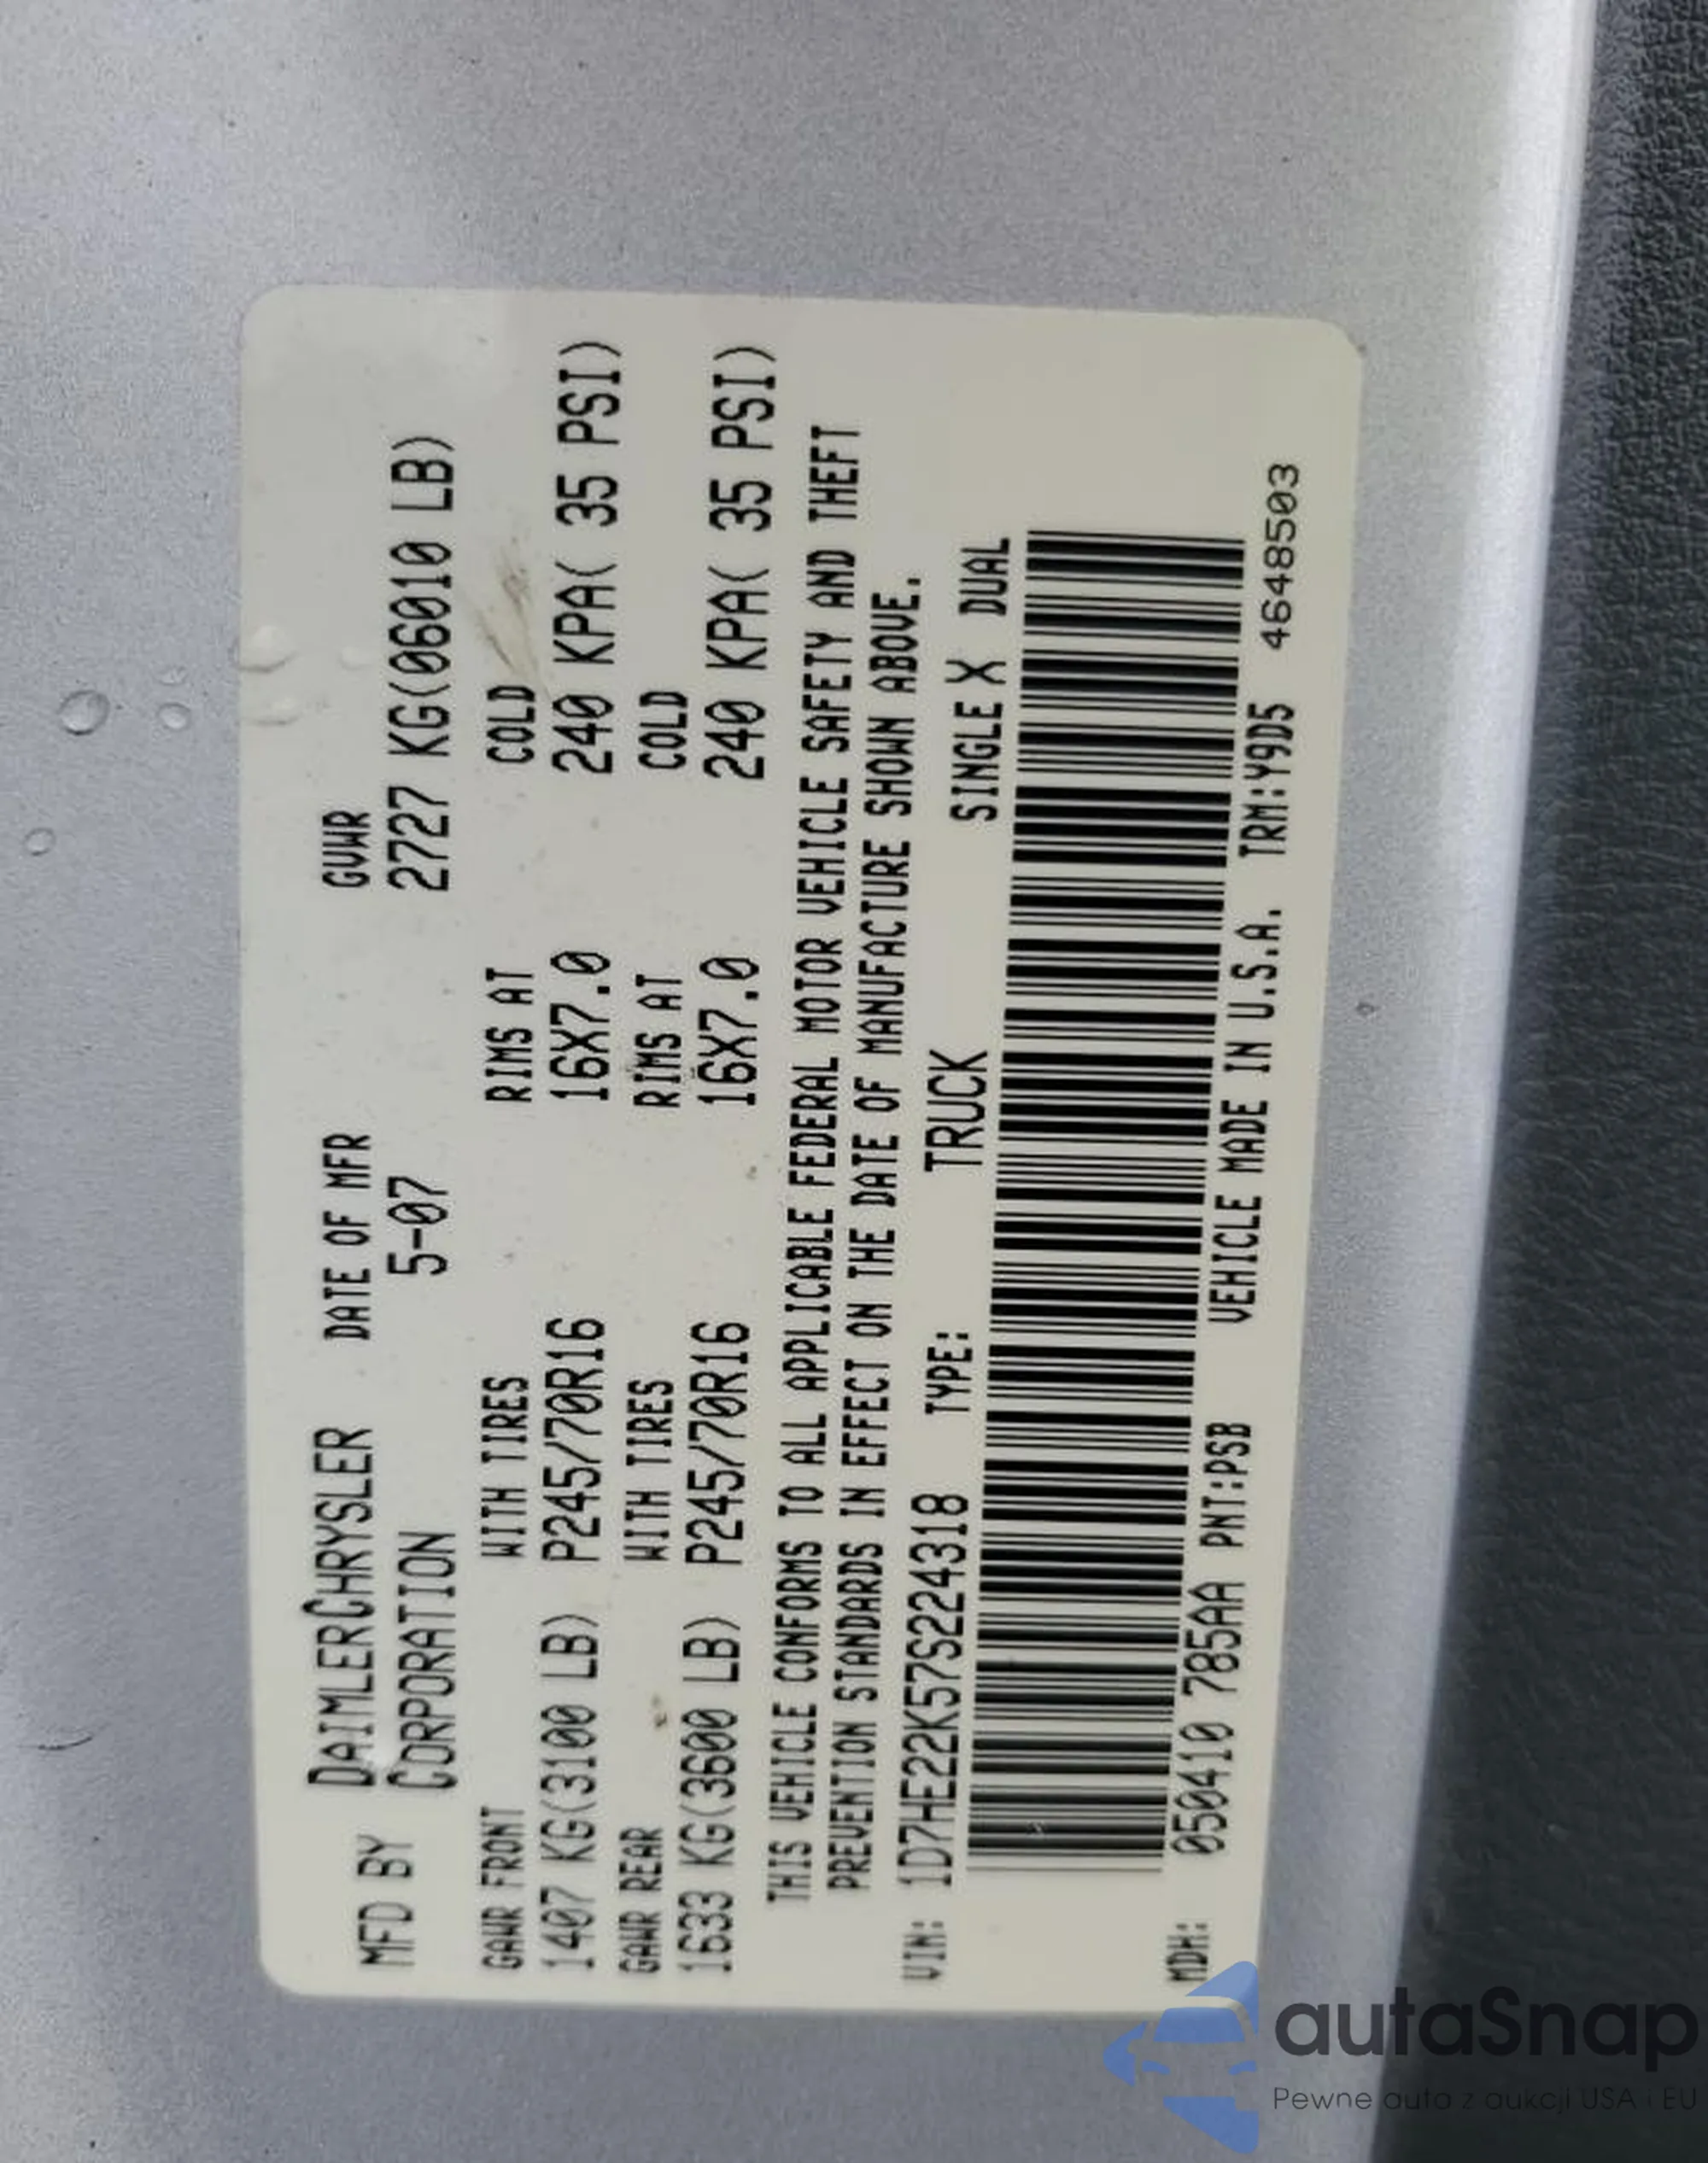 MFD BY DAIMLERCHRYSLER CORPORATION DATE OF MFR 5-07 GVWR 2727 KG(06010 LB)
GAWR FRONT WITH TIRES RIMS AT COLD
1407 KG(3100 LB) P245/70R16 16X7.0 240 KPA( 35 PSI)
GAWR REAR WITH TIRES RIMS AT COLD
1633 KG(3600 LB) P245/70R16 16X7.0 240 KPA( 35 PSI)
THIS VEHICLE CONFORMS TO ALL APPLICABLE FEDERAL MOTOR VEHICLE SAFETY AND THEFT
PREVENTION STANDARDS IN EFFECT ON THE DATE OF MANUFACTURE SHOWN ABOVE.
VIN: 1D7HE22K57S224318 TYPE: TRUCK SINGLE X DUAL
MDH: 050410 785AA PNT:PSB VEHICLE MADE IN U.S.A. TRM:Y9D5 4648503
autaSnap
Pewne auta z aukcji USA i EU